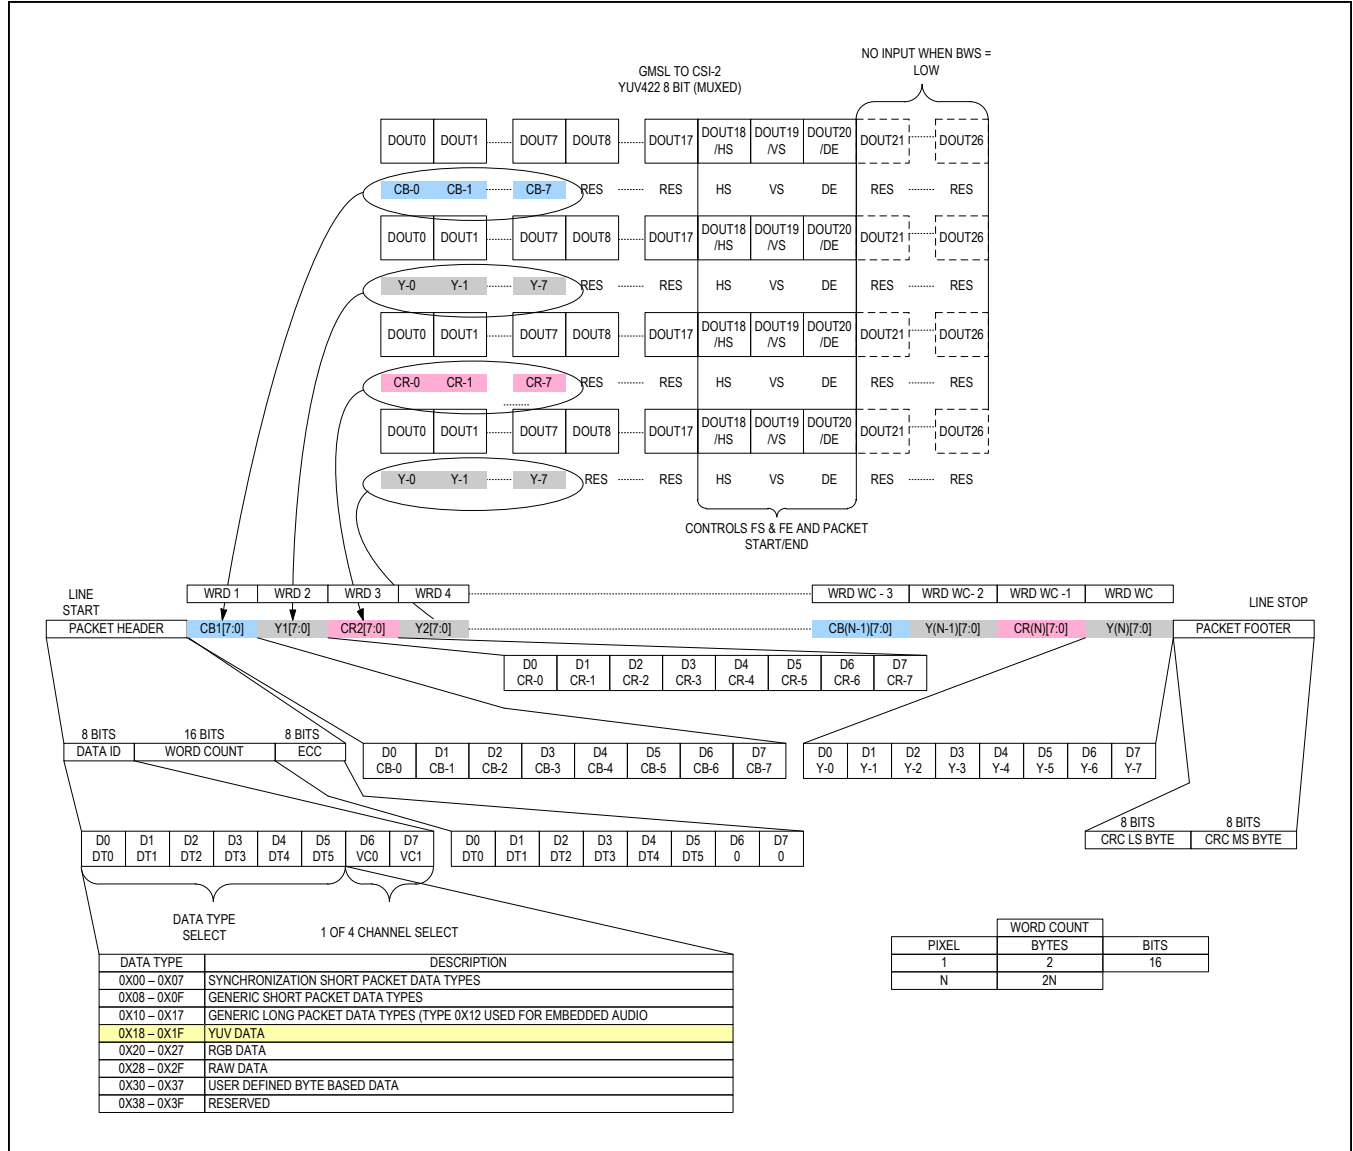 NO INPUT WHEN BWS =
LOW
GMSL TO CSI-2
YUV422 8 BIT (MUXED)
DOUT0 DOUT1 DOUT7 DOUT8 DOUT17 DOUT18 /HS DOUT19 /VS DOUT20 /DE DOUT21 DOUT26
CB-0 CB-1 CB-7 RES RES HS VS DE RES RES
DOUT0 DOUT1 DOUT7 DOUT8 DOUT17 DOUT18 /HS DOUT19 /VS DOUT20 /DE DOUT21 DOUT26
Y-0 Y-1 Y-7 RES RES HS VS DE RES RES
DOUT0 DOUT1 DOUT7 DOUT8 DOUT17 DOUT18 /HS DOUT19 /VS DOUT20 /DE DOUT21 DOUT26
CR-0 CR-1 CR-7 RES RES HS VS DE RES RES
DOUT0 DOUT1 DOUT7 DOUT8 DOUT17 DOUT18 /HS DOUT19 /VS DOUT20 /DE DOUT21 DOUT26
Y-0 Y-1 Y-7 RES RES HS VS DE RES RES
CONTROLS FS & FE AND PACKET
START/END
LINE
START
WRD 1 WRD 2 WRD 3 WRD 4 WRD WC - 3 WRD WC- 2 WRD WC -1 WRD WC
LINE STOP
PACKET HEADER CB1[7:0] Y1[7:0] CR2[7:0] Y2[7:0] CB(N-1)[7:0] Y(N-1)[7:0] CR(N)[7:0] Y(N)[7:0] PACKET FOOTER
D0 D1 D2 D3 D4 D5 D6 D7
CR-0 CR-1 CR-2 CR-3 CR-4 CR-5 CR-6 CR-7
8 BITS 16 BITS 8 BITS
DATA ID WORD COUNT ECC
D0 D1 D2 D3 D4 D5 D6 D7
CB-0 CB-1 CB-2 CB-3 CB-4 CB-5 CB-6 CB-7
D0 D1 D2 D3 D4 D5 D6 D7
Y-0 Y-1 Y-2 Y-3 Y-4 Y-5 Y-6 Y-7
8 BITS 8 BITS
CRC LS BYTE CRC MS BYTE
D0 D1 D2 D3 D4 D5 D6 D7
DT0 DT1 DT2 DT3 DT4 DT5 VC0 VC1
D0 D1 D2 D3 D4 D5 D6 D7
DT0 DT1 DT2 DT3 DT4 DT5 0 0
DATA TYPE
SELECT
1 OF 4 CHANNEL SELECT
DATA TYPE DESCRIPTION
0X00 – 0X07 SYNCHRONIZATION SHORT PACKET DATA TYPES
0X08 – 0X0F GENERIC SHORT PACKET DATA TYPES
0X10 – 0X17 GENERIC LONG PACKET DATA TYPES (TYPE 0X12 USED FOR EMBEDDED AUDIO
0X18 – 0X1F YUV DATA
0X20 – 0X27 RGB DATA
0X28 – 0X2F RAW DATA
0X30 – 0X37 USER DEFINED BYTE BASED DATA
0X38 – 0X3F RESERVED
WORD COUNT
PIXEL BYTES BITS
1 2 16
N 2N